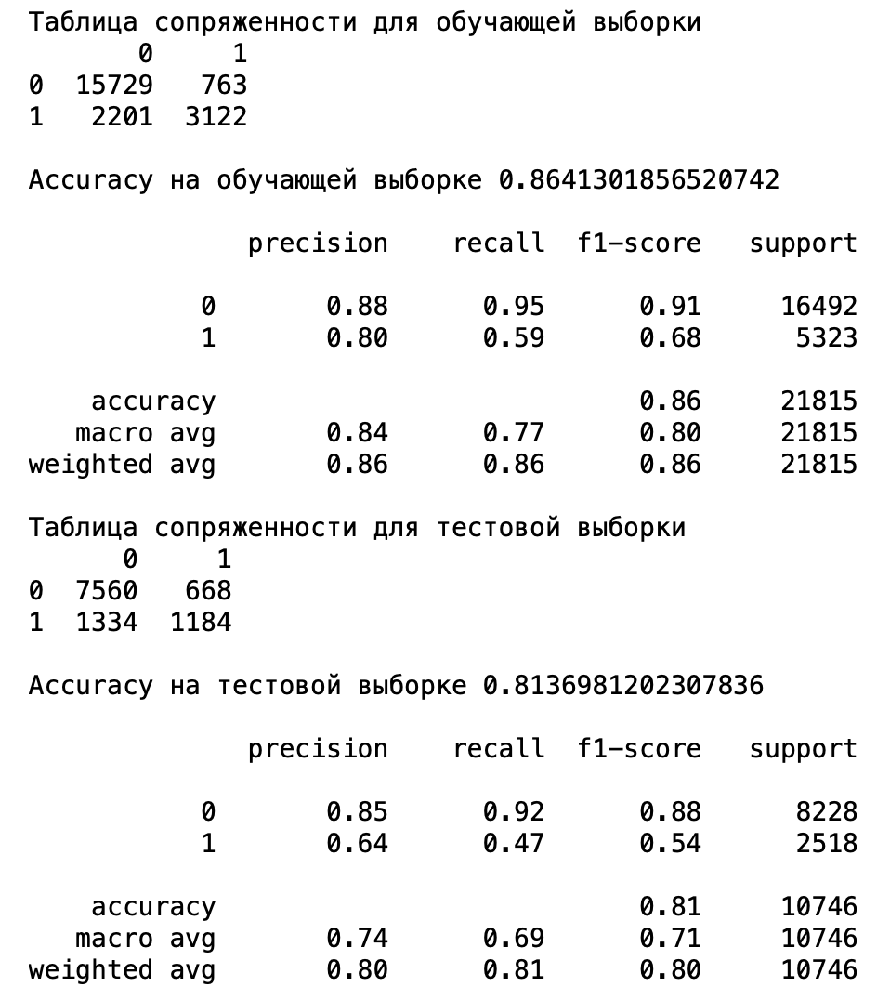 Таблица сопряженности для обучающей выборки
0 1
0 15729 763
1 2201 3122
Accuracy на обучающей выборке 0.8641301856520742
precision recall f1-score support
0 0.88 0.95 0.91 16492
1 0.80 0.59 0.68 5323
accuracy 0.86 21815
macro avg 0.84 0.77 0.80 21815
weighted avg 0.86 0.86 0.86 21815
Таблица сопряженности для тестовой выборки
0 1
0 7560 668
1 1334 1184
Accuracy на тестовой выборке 0.8136981202307836
precision recall f1-score support
0 0.85 0.92 0.88 8228
1 0.64 0.47 0.54 2518
accuracy 0.81 10746
macro avg 0.74 0.69 0.71 10746
weighted avg 0.80 0.81 0.80 10746